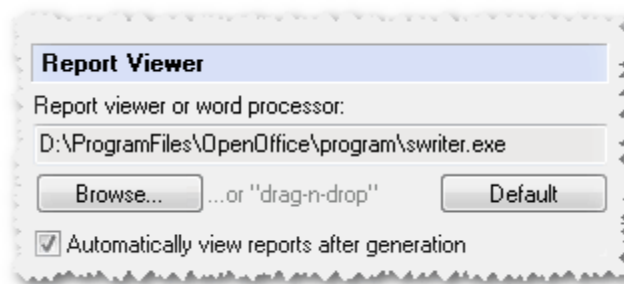 Report Viewer
Report viewer or word processor:
D:\ProgramFiles\OpenOffice\program\swriter.exe
Browse... ...or "drag-n-drop" Default
Automatically view reports after generation